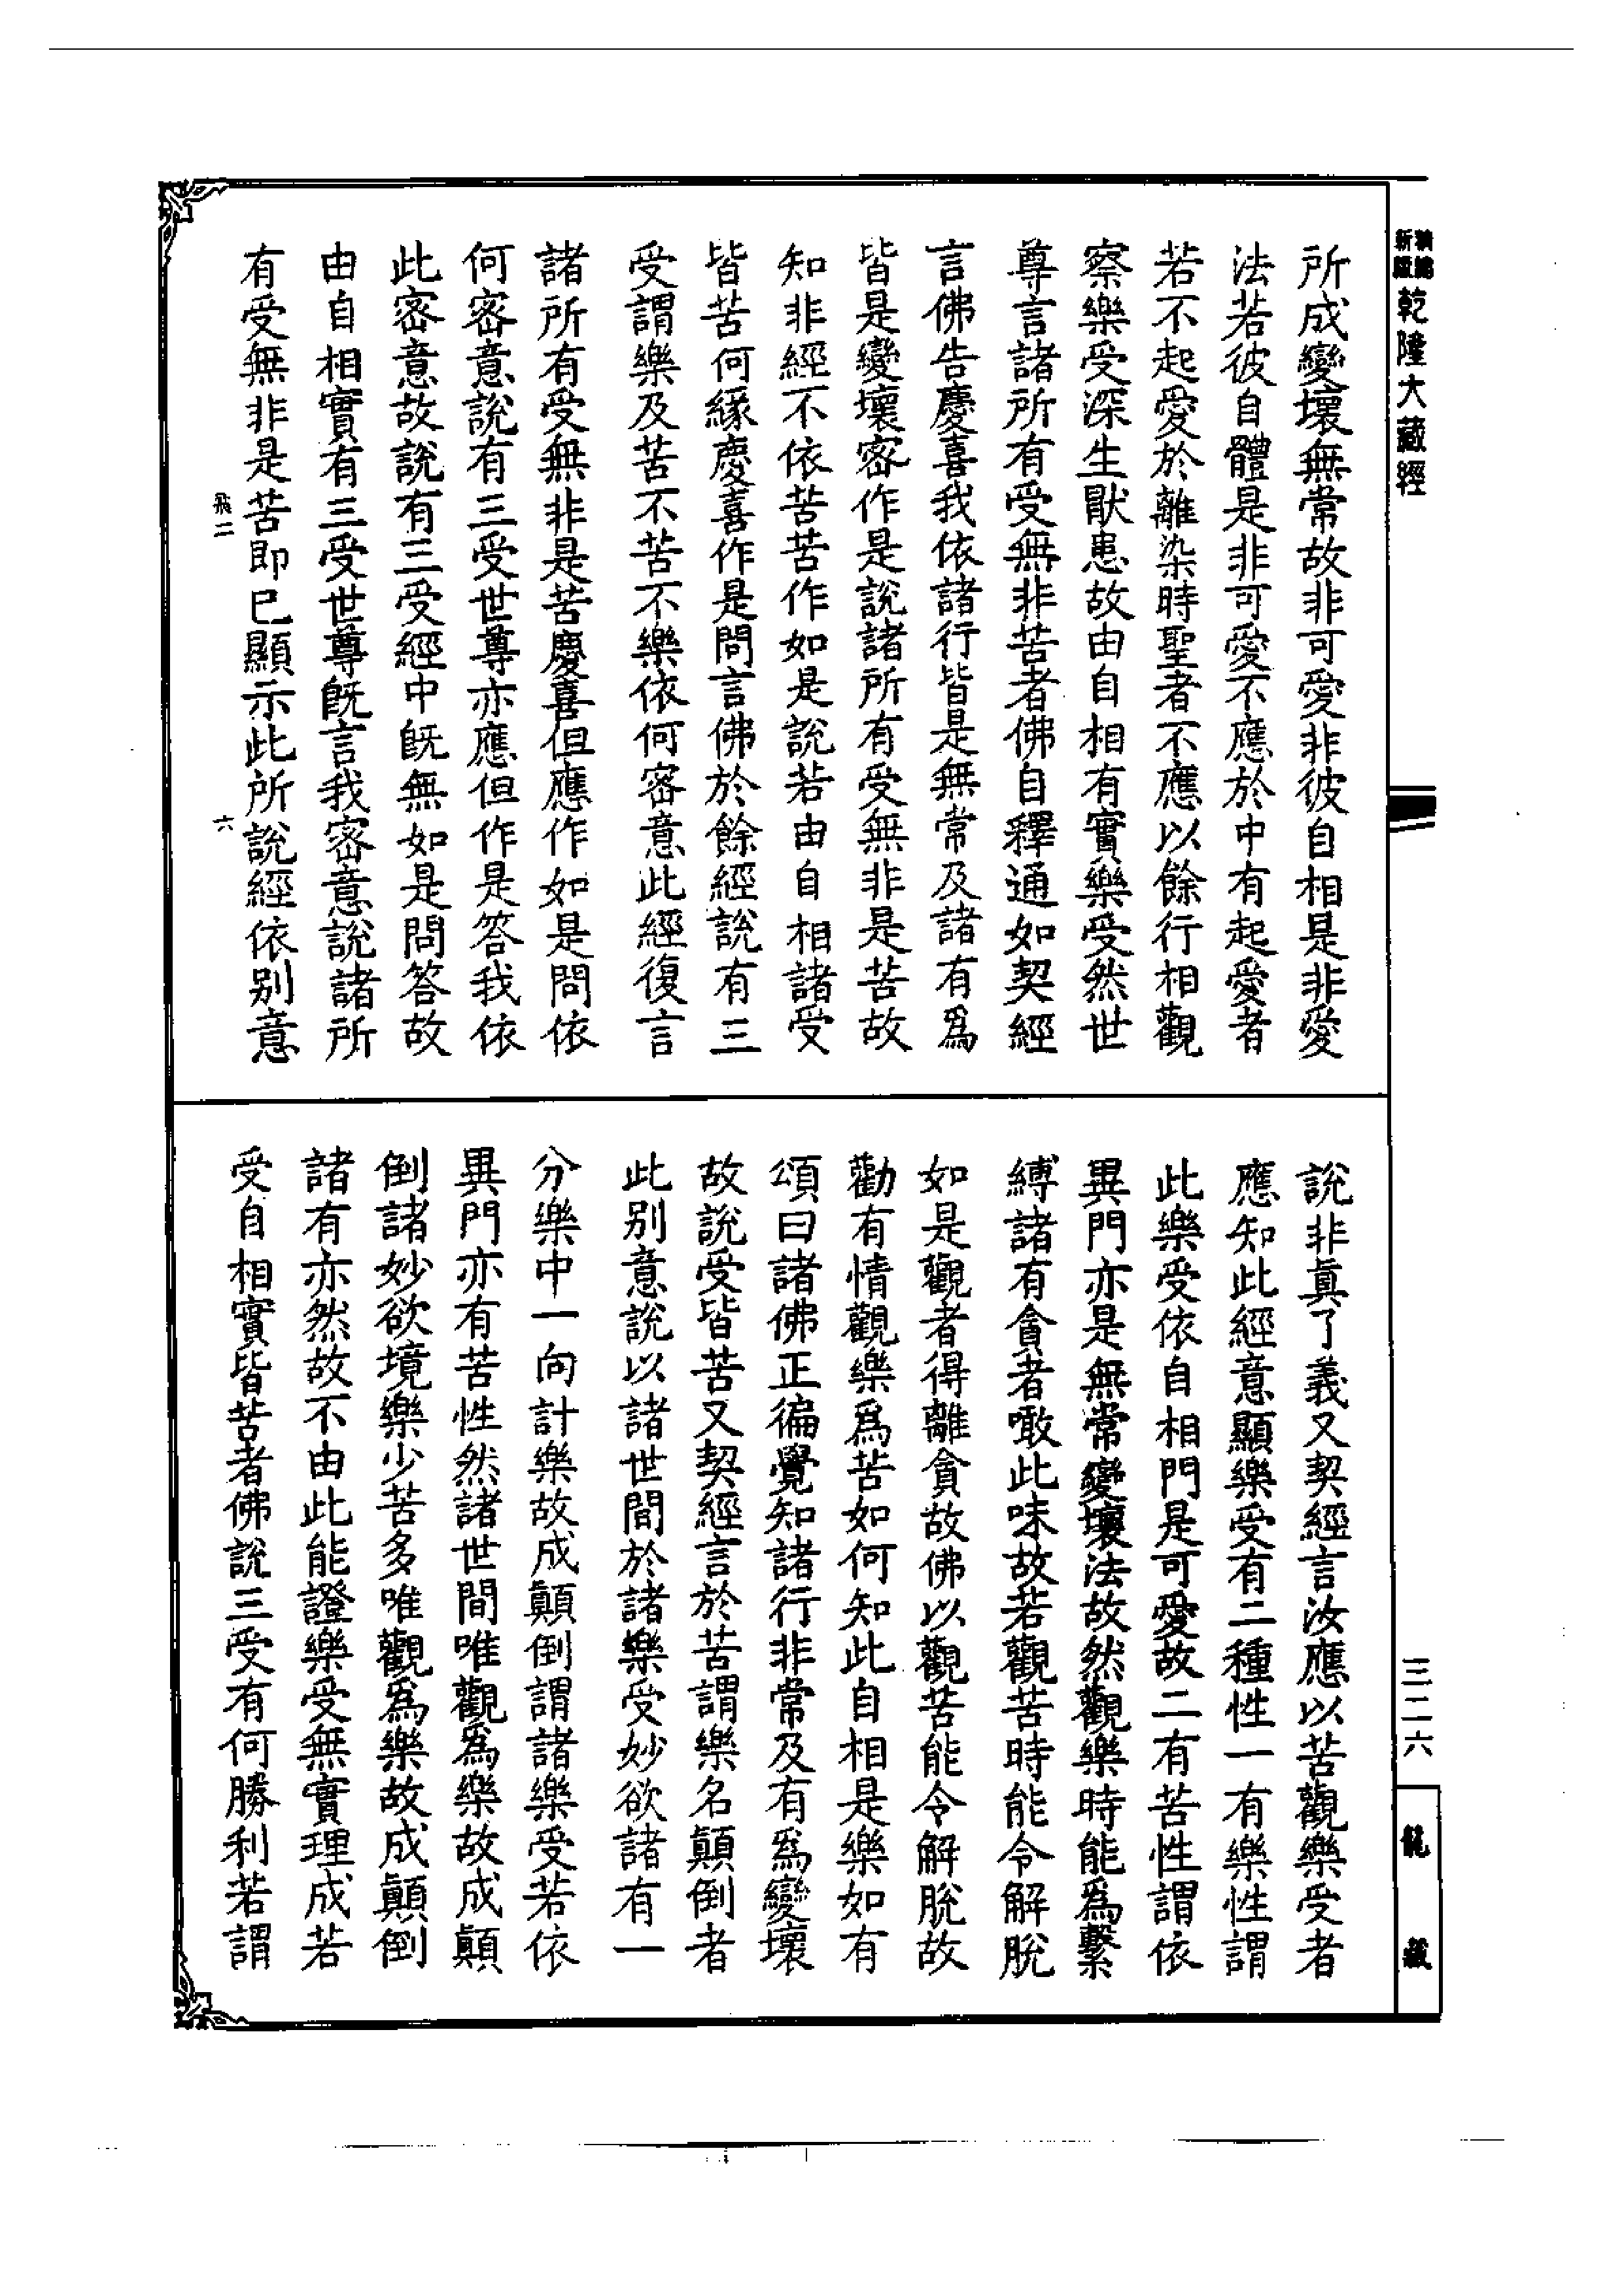 新編縮版乾隆大藏經
所成變壞無常故非可愛非彼自相是非愛
法若彼自體是非可愛不應於中有起愛者
若不起愛於離染時聖者不應以餘行相觀
察樂受深生厭患故由自相有實樂受然世
尊言諸所有受無非苦者佛自釋通如契經
言佛告慶喜我依諸行皆是無常及諸有爲
皆是變壞密作是說諸所有受無非是苦故
知非經不依苦苦作如是說若由自相諸受
皆苦何緣慶喜作是問言佛於餘經說有三
受謂樂及苦不苦不樂依何密意此經復言
諸所有受無非是苦慶喜但應作如是問依
何密意說有三受世尊亦應但作是答我依
此密意故說有三受經中旣無如是問答故
由自相實有三受世尊旣言我密意說諸所
有受無非是苦即已顯示此所說經依別意
飛二　六
說非眞了義又契經言汝應以苦觀樂受者
應知此經意顯樂受有二種性一有樂性謂
此樂受依自相門是可愛故二有苦性謂依
異門亦是無常變壞法故然觀樂時能爲繫
縛諸有貪者噉此味故若觀苦時能令解脫
如是觀者得離貪故佛以觀苦能令解脫故
勸有情觀樂爲苦如何知此自相是樂如有
頌曰諸佛正徧覺知諸行非常及有爲變壞
故說受皆苦又契經言於苦謂樂名顚倒者
此別意說以諸世間於諸樂受妙欲諸有一
分樂中一向計樂故成顚倒謂諸樂受若依
異門亦有苦性然諸世間唯觀爲樂故成顚
倒諸妙欲境樂少苦多唯觀爲樂故成顚倒
諸有亦然故不由此能證樂受無實理成若
受自相實皆苦者佛說三受有何勝利若謂
三二六
龍藏